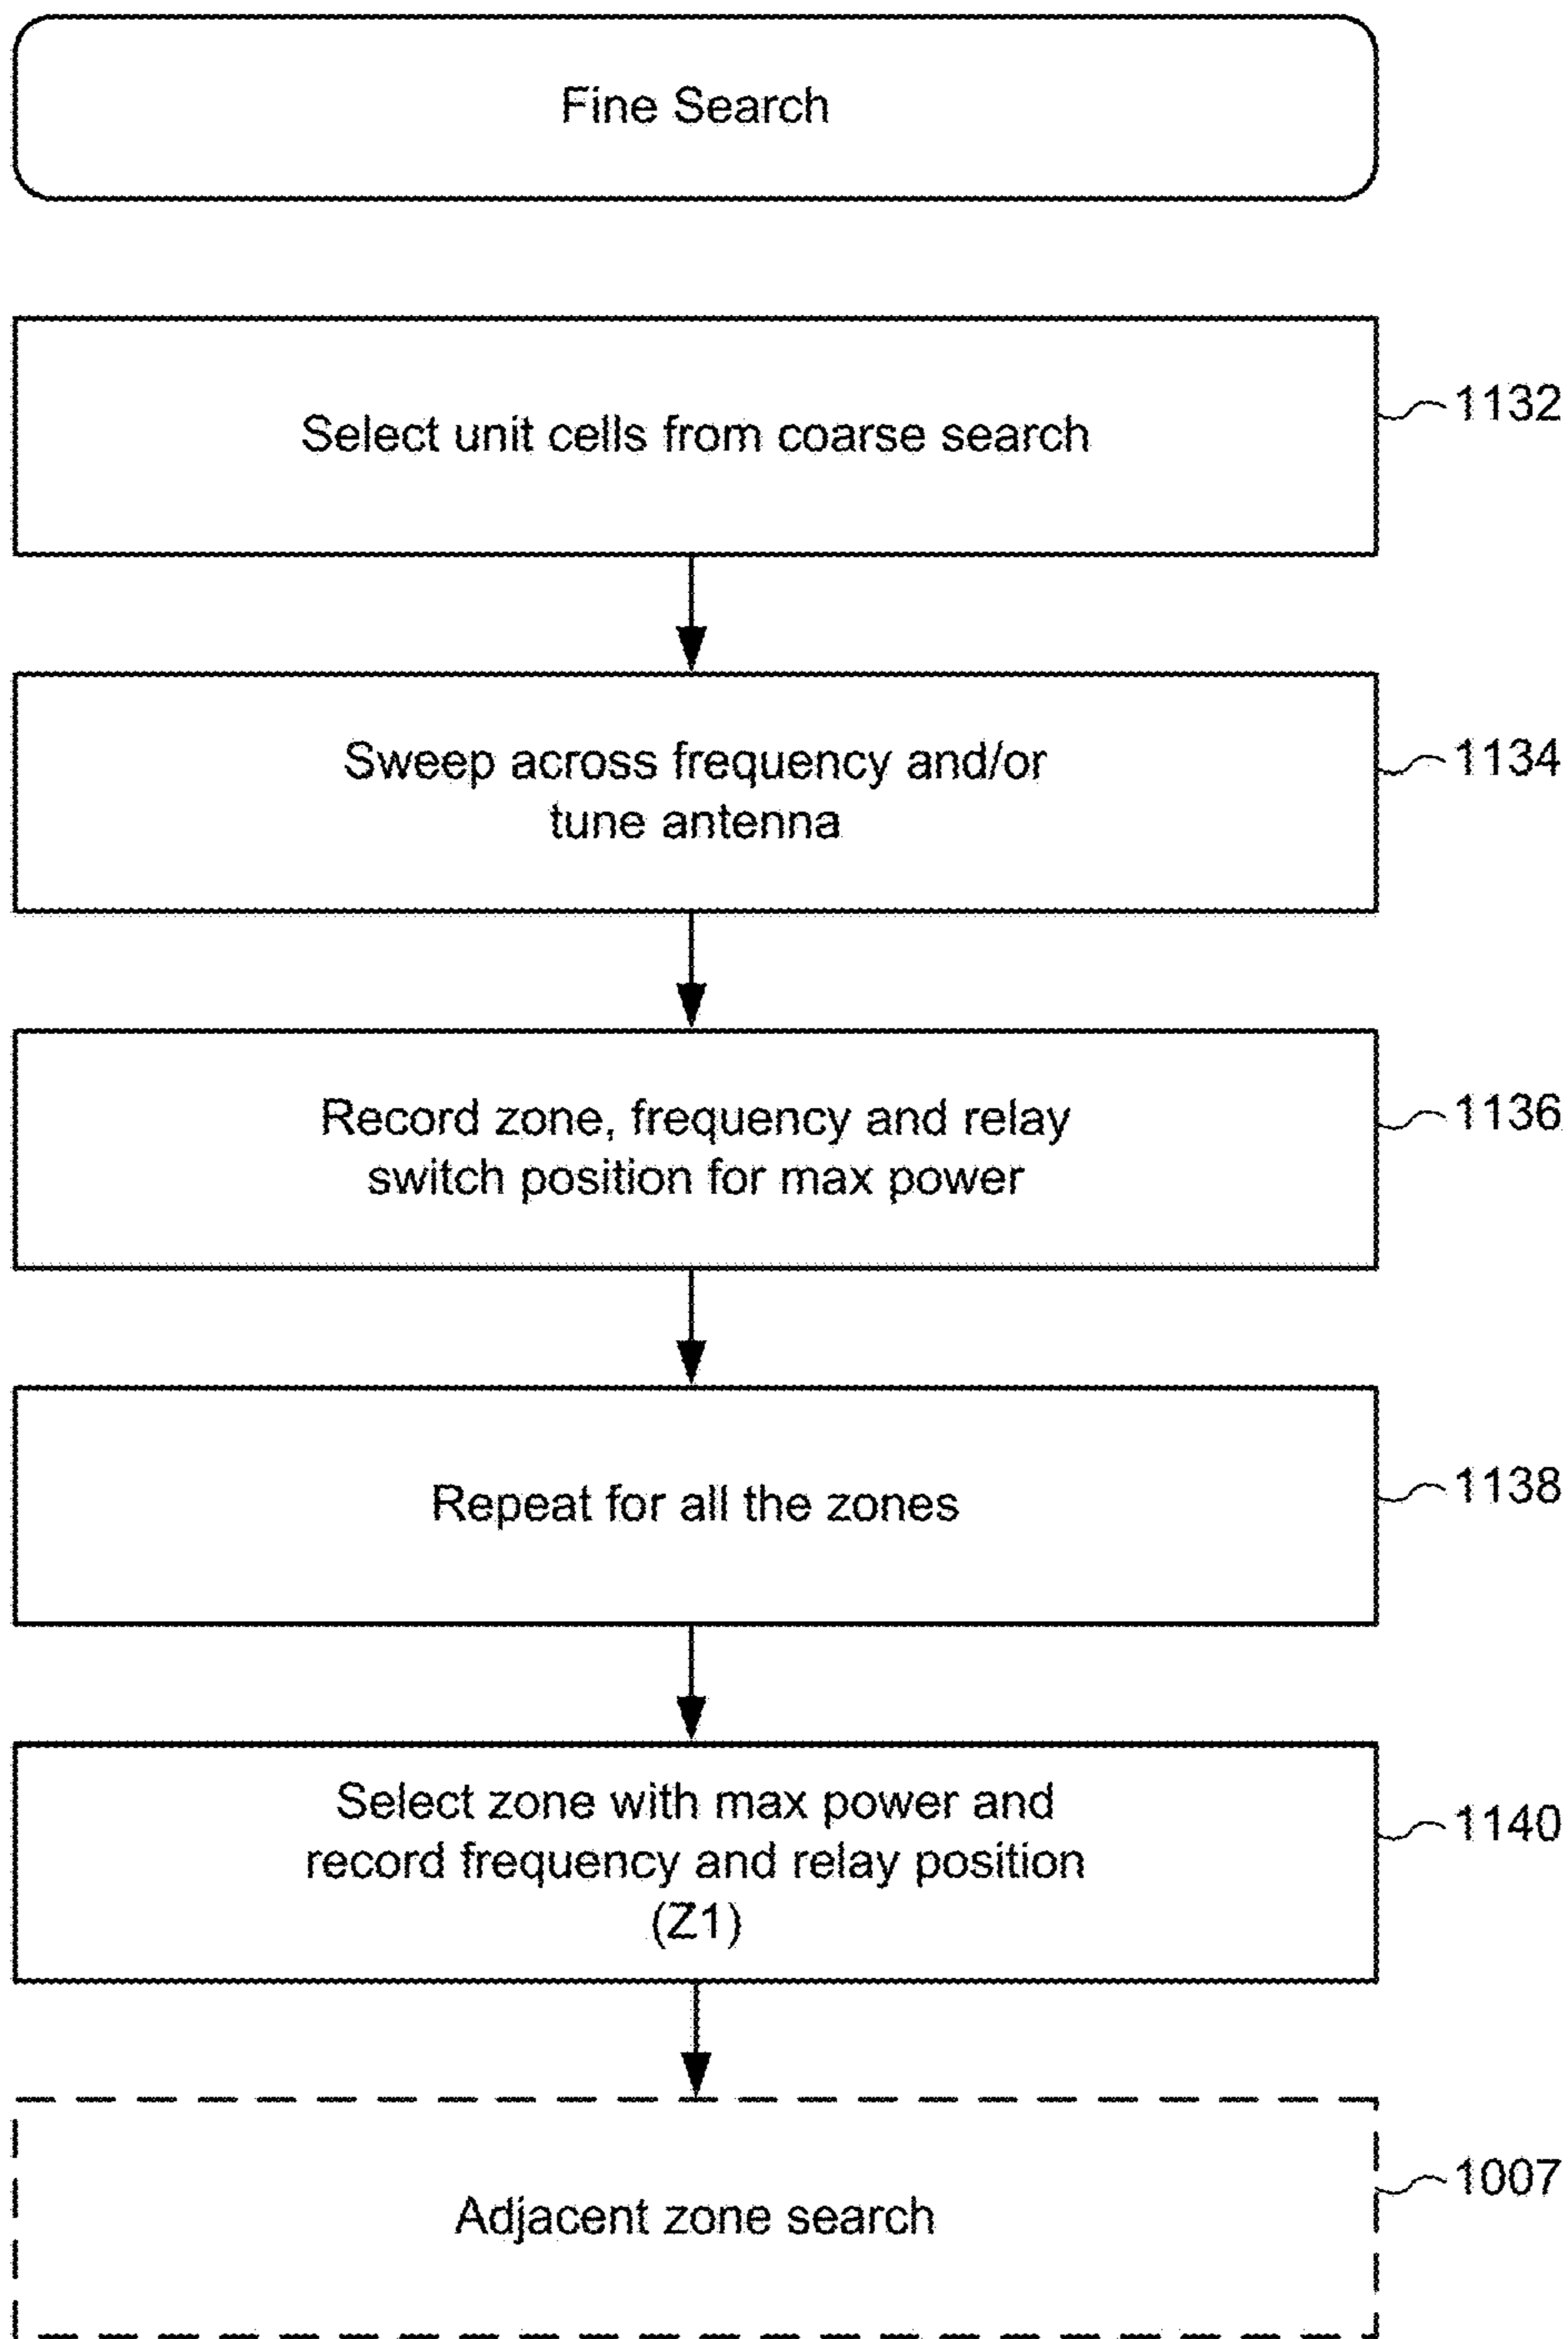 Fine Search
Select unit cells from coarse search
1132
Sweep across frequency and/or
tune antenna
1134
Record zone, frequency and relay
switch position for max power
1136
Repeat for all the zones
1138
Select zone with max power and
record frequency and relay position
(Z1)
1140
Adjacent zone search
1007